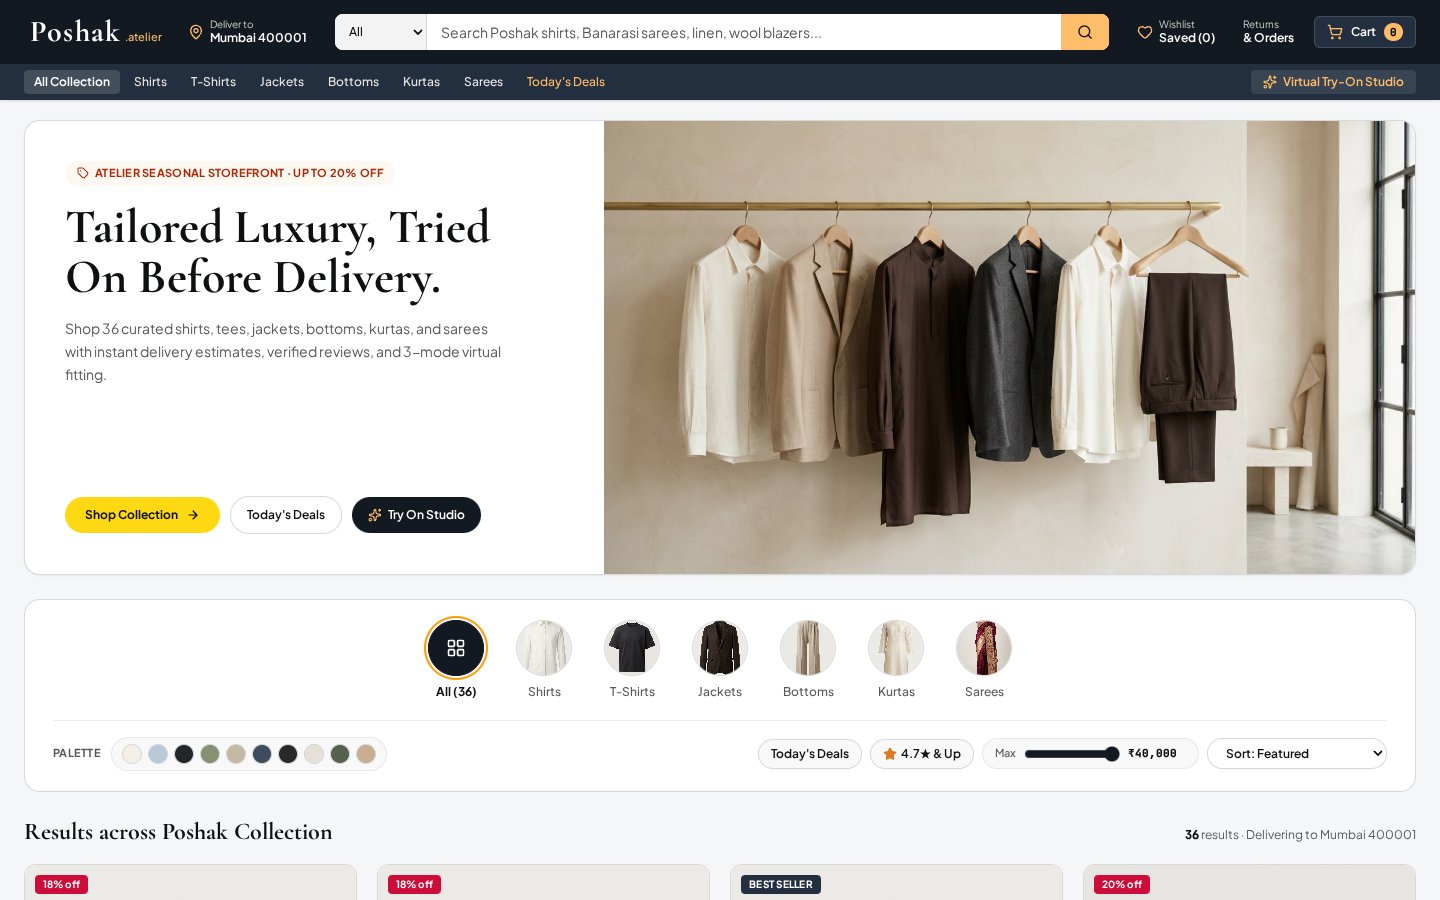 Poshak .atelier
Deliver to
Mumbai 400001
All
Search Poshak shirts, Banarasi sarees, linen, wool blazers...
Wishlist
Saved (0)
Returns
& Orders
Cart 0
All Collection
Shirts
T-Shirts
Jackets
Bottoms
Kurtas
Sarees
Today's Deals
Virtual Try-On Studio
ATELIER SEASONAL STOREFRONT · UP TO 20% OFF
Tailored Luxury, Tried
On Before Delivery.
Shop 36 curated shirts, tees, jackets, bottoms, kurtas, and sarees
with instant delivery estimates, verified reviews, and 3-mode virtual
fitting.
Shop Collection
Today's Deals
Try On Studio
All (36)
Shirts
T-Shirts
Jackets
Bottoms
Kurtas
Sarees
PALETTE
Today's Deals
4.7★ & Up
Max ₹40,000
Sort: Featured
Results across Poshak Collection
36 results · Delivering to Mumbai 400001
18% off
18% off
BESTSELLER
20% off